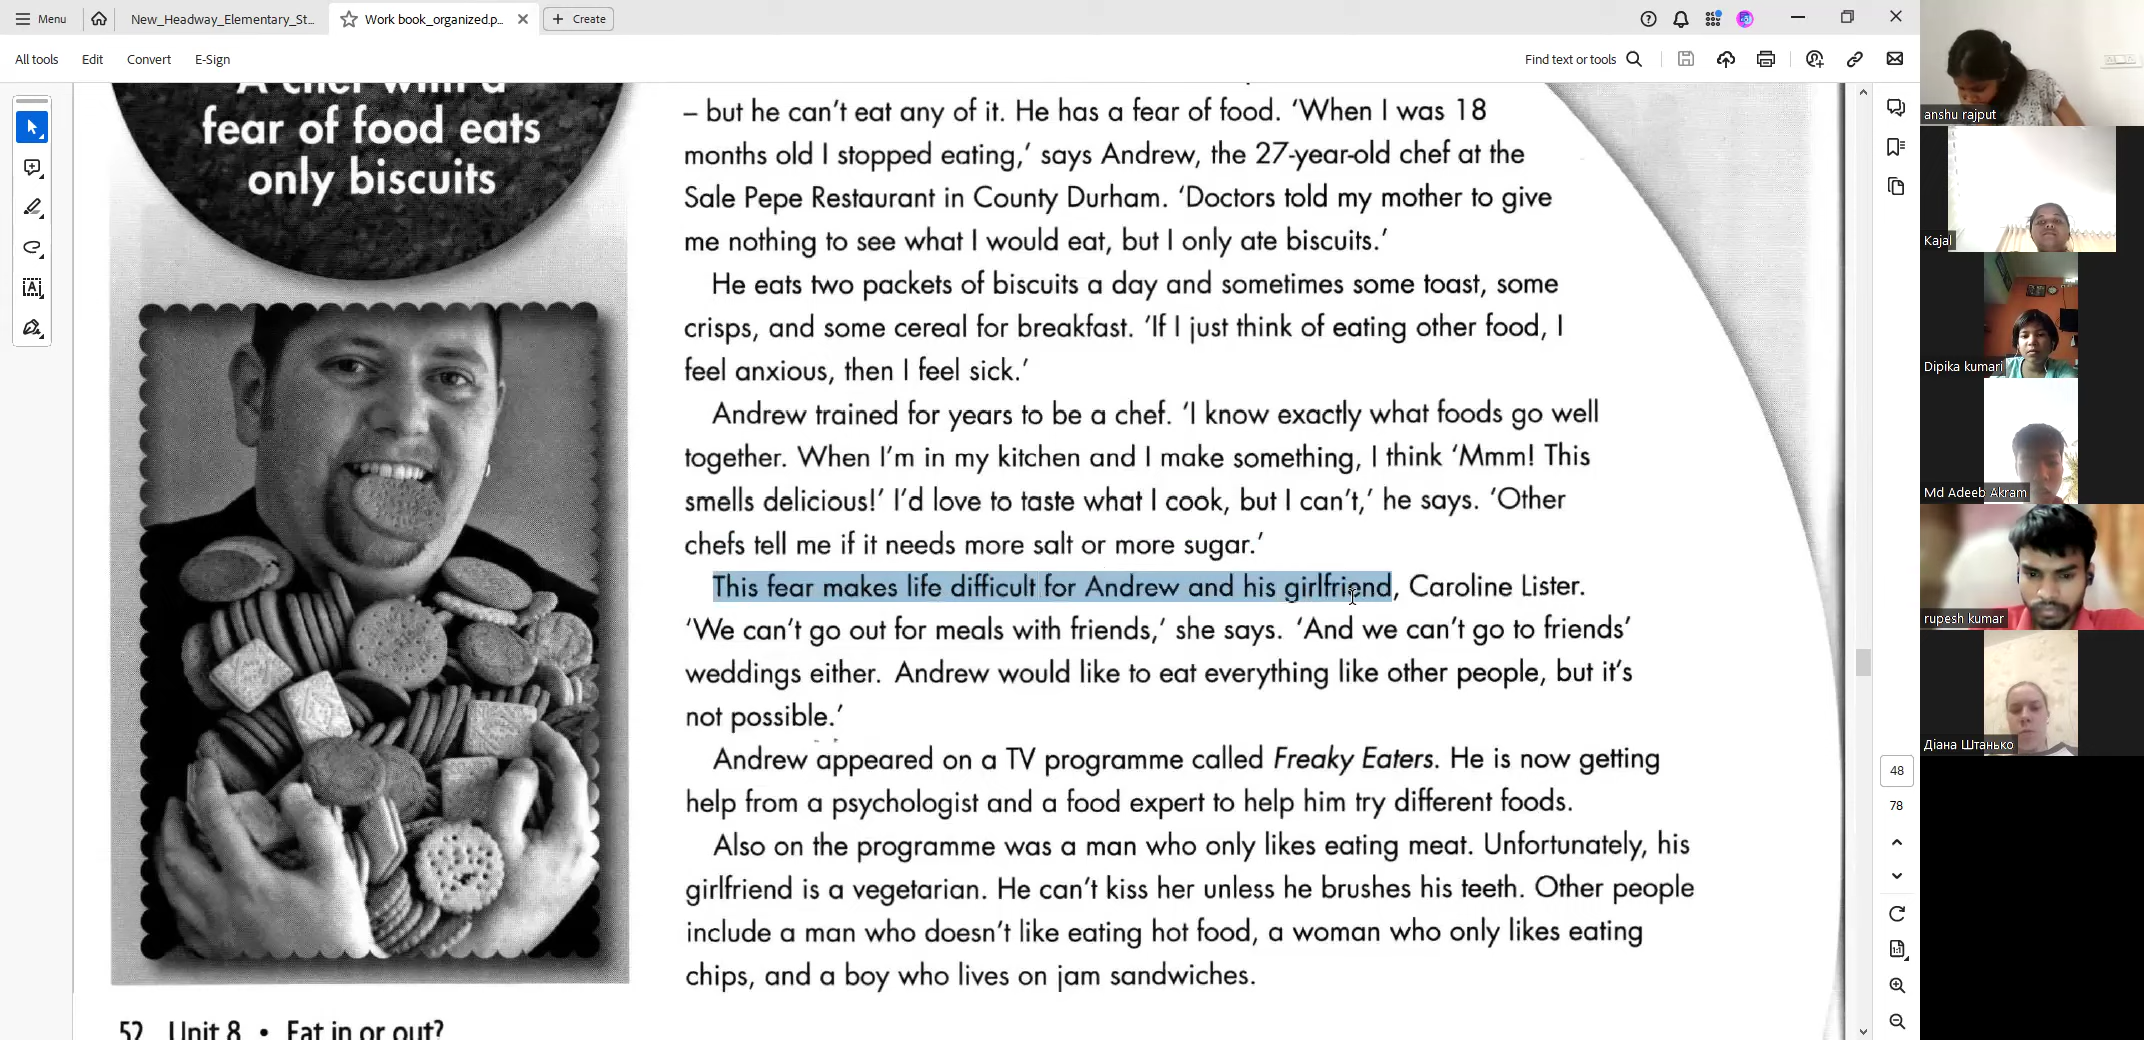 Menu
New_Headway_Elementary_St...
Work book_organized.p...
Create
All tools
Edit
Convert
E-Sign
Find text or tools
A chef with a
fear of food eats
only biscuits
– but he can't eat any of it. He has a fear of food. 'When I was 18
months old I stopped eating,' says Andrew, the 27-year-old chef at the
Sale Pepe Restaurant in County Durham. 'Doctors told my mother to give
me nothing to see what I would eat, but I only ate biscuits.'
He eats two packets of biscuits a day and sometimes some toast, some
crisps, and some cereal for breakfast. 'If I just think of eating other food, I
feel anxious, then I feel sick.'
Andrew trained for years to be a chef. 'I know exactly what foods go well
together. When I'm in my kitchen and I make something, I think 'Mmm! This
smells delicious!' I'd love to taste what I cook, but I can't,' he says. 'Other
chefs tell me if it needs more salt or more sugar.'
This fear makes life difficult for Andrew and his girlfriend, Caroline Lister.
'We can't go out for meals with friends,' she says. 'And we can't go to friends'
weddings either. Andrew would like to eat everything like other people, but it's
not possible.'
Andrew appeared on a TV programme called Freaky Eaters. He is now getting
help from a psychologist and a food expert to help him try different foods.
Also on the programme was a man who only likes eating meat. Unfortunately, his
girlfriend is a vegetarian. He can't kiss her unless he brushes his teeth. Other people
include a man who doesn't like eating hot food, a woman who only likes eating
chips, and a boy who lives on jam sandwiches.
52 Unit 8 • Eat in or out?
48
78
anshu rajput
Kajal
Dipika kumari
Md Adeeb Akram
rupesh kumar
Діана Штанько